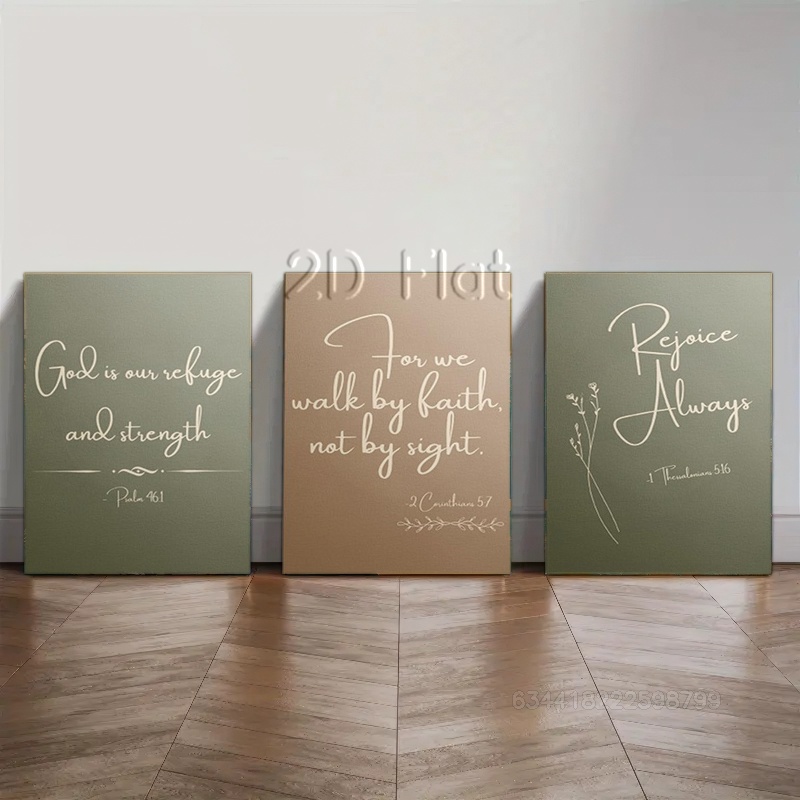 2D Flat
God is our refuge
and strength
- Psalm 46:1
For we
walk by faith,
not by sight.
-2 Corinthians 5:7
Rejoice
Always
-1 Thessalonians 5:16